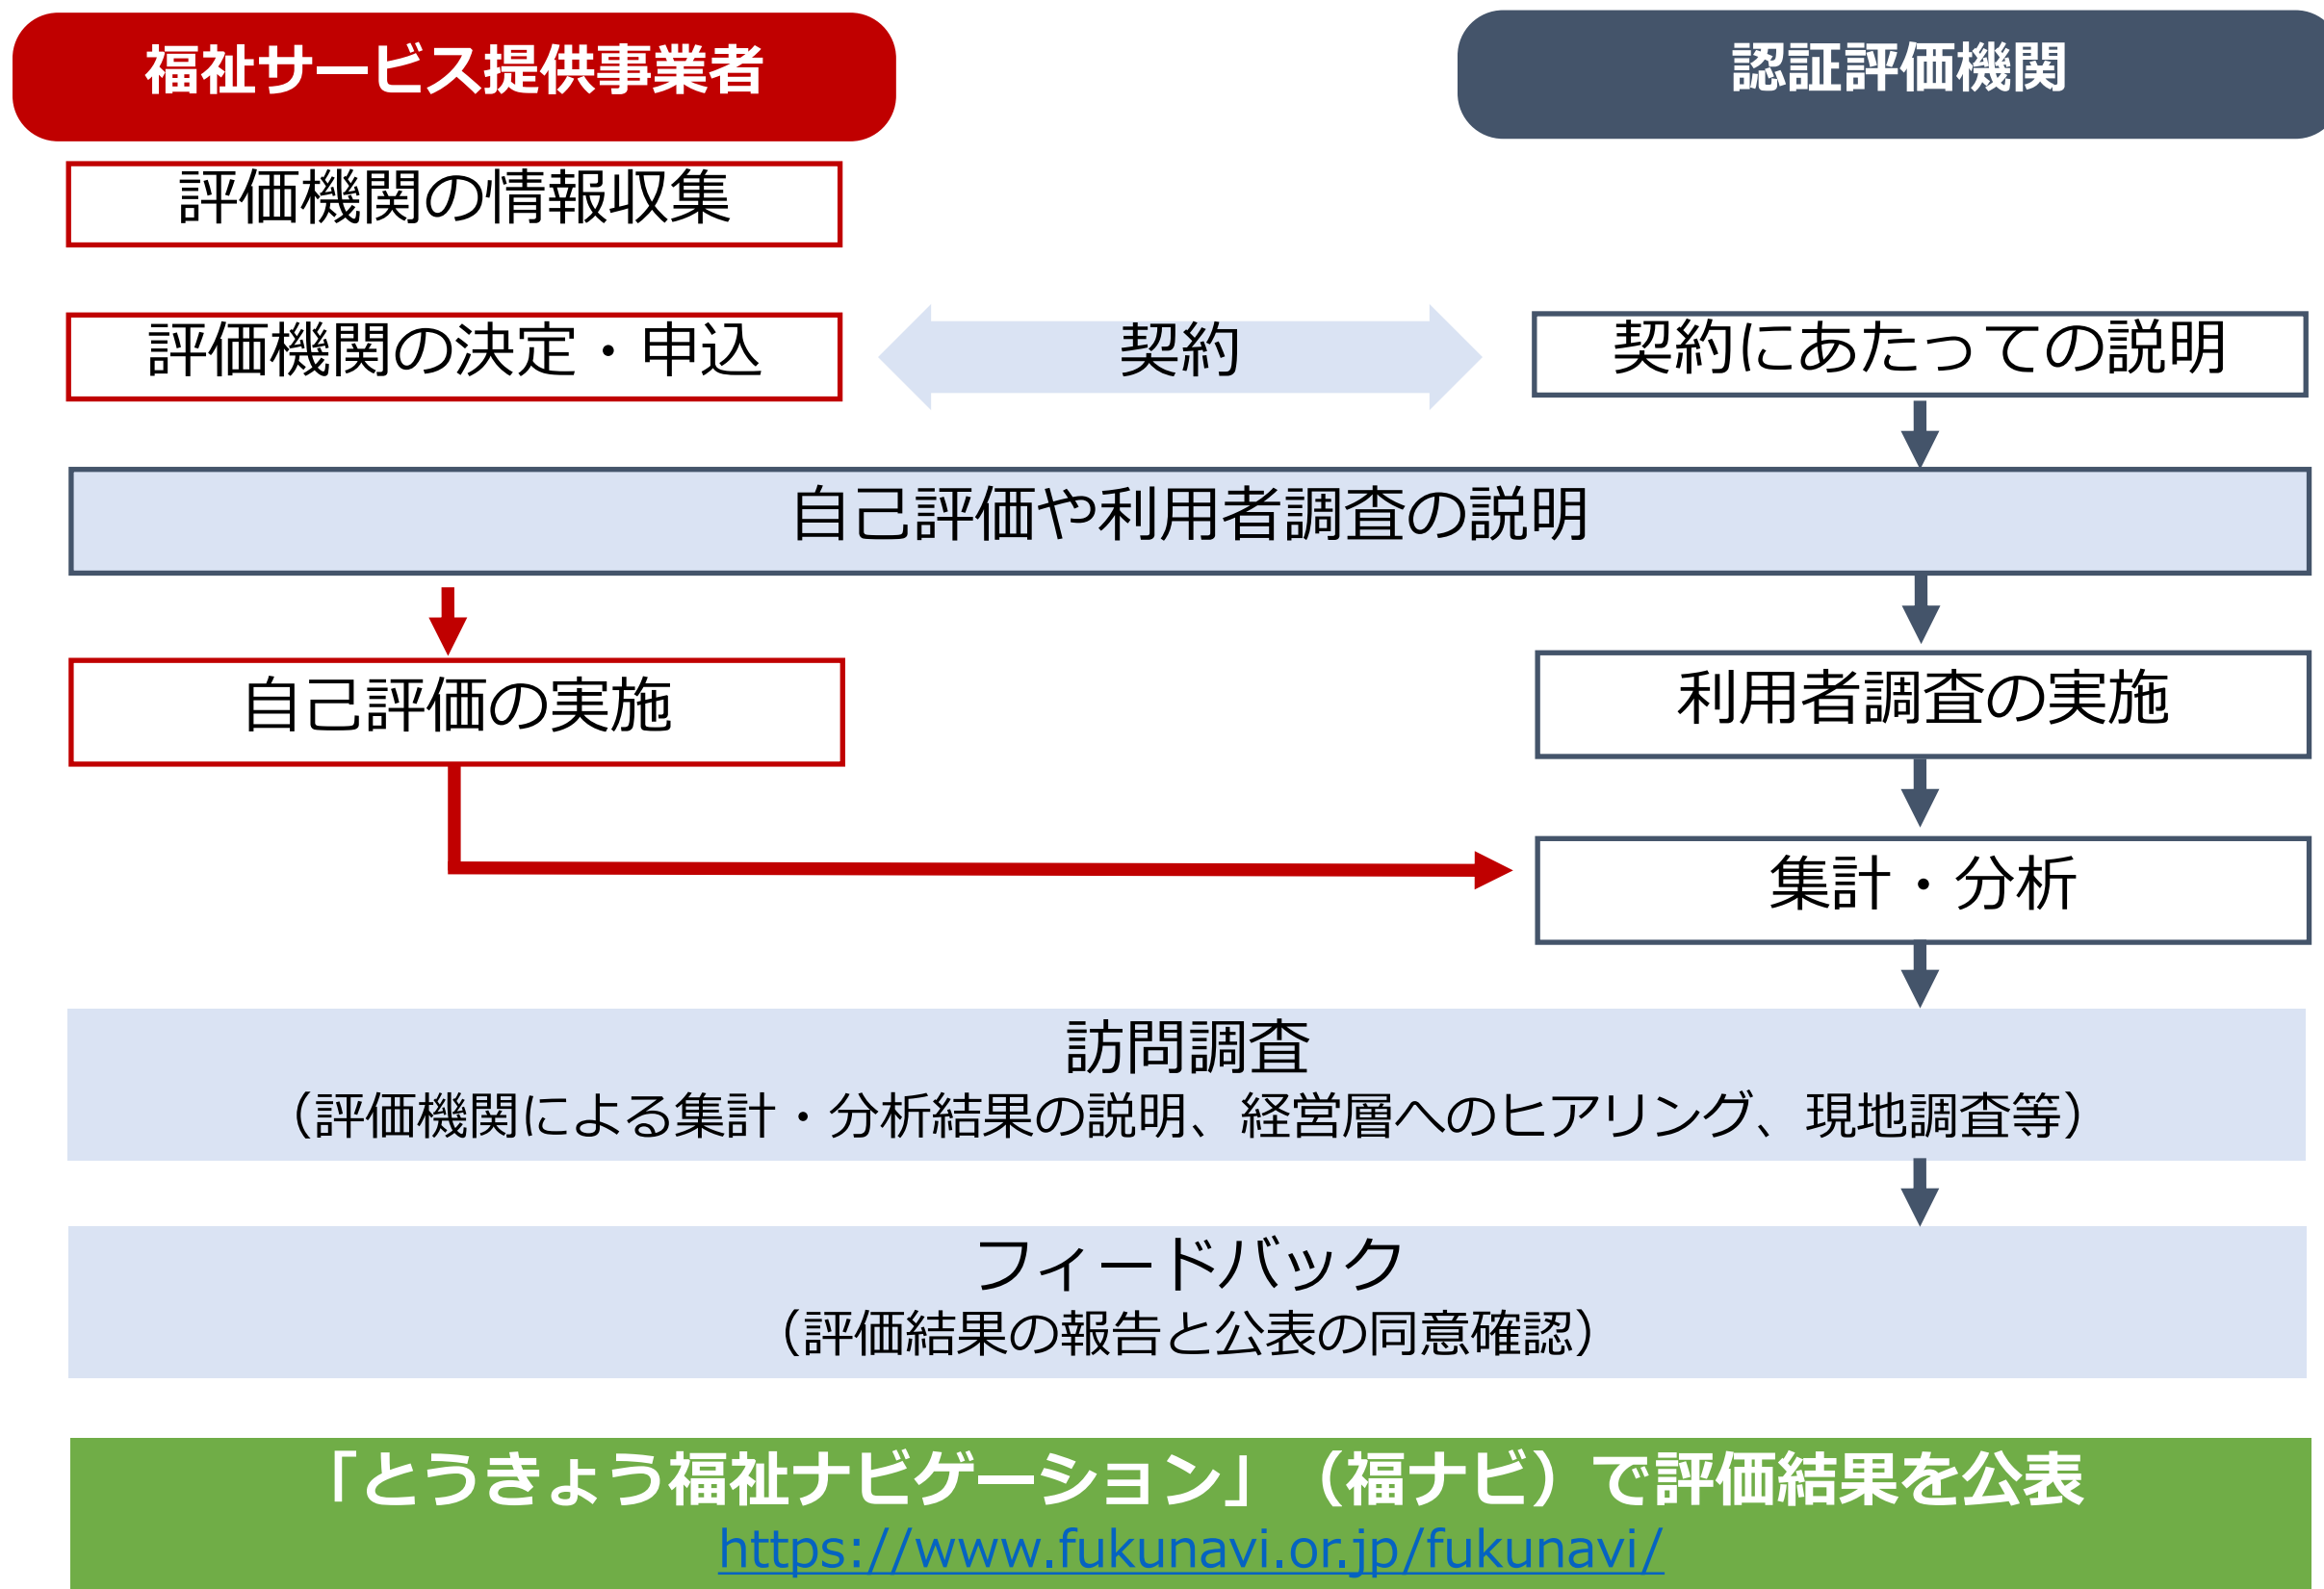 福祉サービス提供事業者
認証評価機関
評価機関の情報収集
評価機関の決定・申込
契約
契約にあたっての説明
自己評価や利用者調査の説明
自己評価の実施
利用者調査の実施
集計・分析
訪問調査
（評価機関による集計・分析結果の説明、経営層へのヒアリング、現地調査等）
フィードバック
（評価結果の報告と公表の同意確認）
「とうきょう福祉ナビゲーション」（福ナビ）で評価結果を公表
https://www.fukunavi.or.jp/fukunavi/